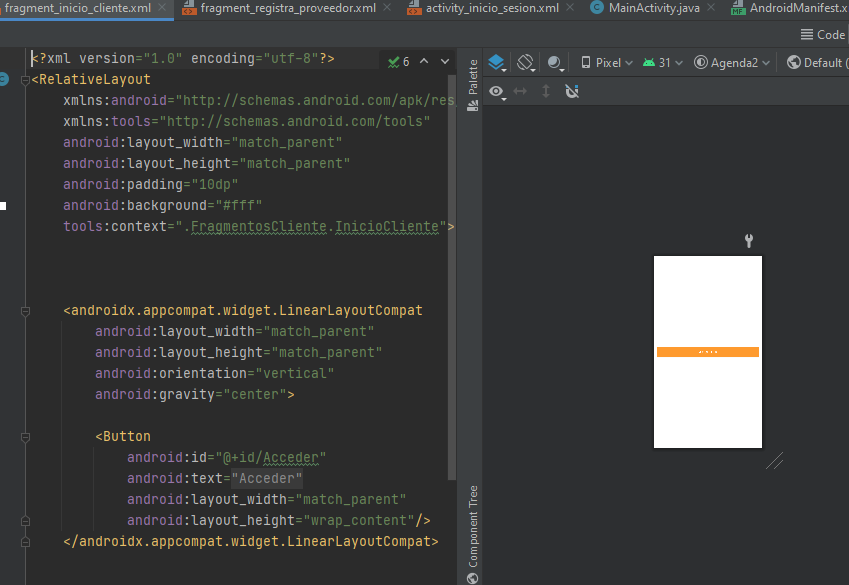 fragment_inicio_cliente.xml
fragment_registra_proveedor.xml
activity_inicio_sesion.xml
MainActivity.java
AndroidManifest.x
Code
<?xml version="1.0" encoding="utf-8"?>
6
<RelativeLayout
xmlns:android="http://schemas.android.com/apk/res
xmlns:tools="http://schemas.android.com/tools"
android:layout_width="match_parent"
android:layout_height="match_parent"
android:padding="10dp"
android:background="#fff"
tools:context=".FragmentosCliente.InicioCliente">
<androidx.appcompat.widget.LinearLayoutCompat
android:layout_width="match_parent"
android:layout_height="match_parent"
android:orientation="vertical"
android:gravity="center">
<Button
android:id="@+id/Acceder"
android:text="Acceder"
android:layout_width="match_parent"
android:layout_height="wrap_content"/>
</androidx.appcompat.widget.LinearLayoutCompat>
Palette
Component Tree
Pixel
31
Agenda2
Default (